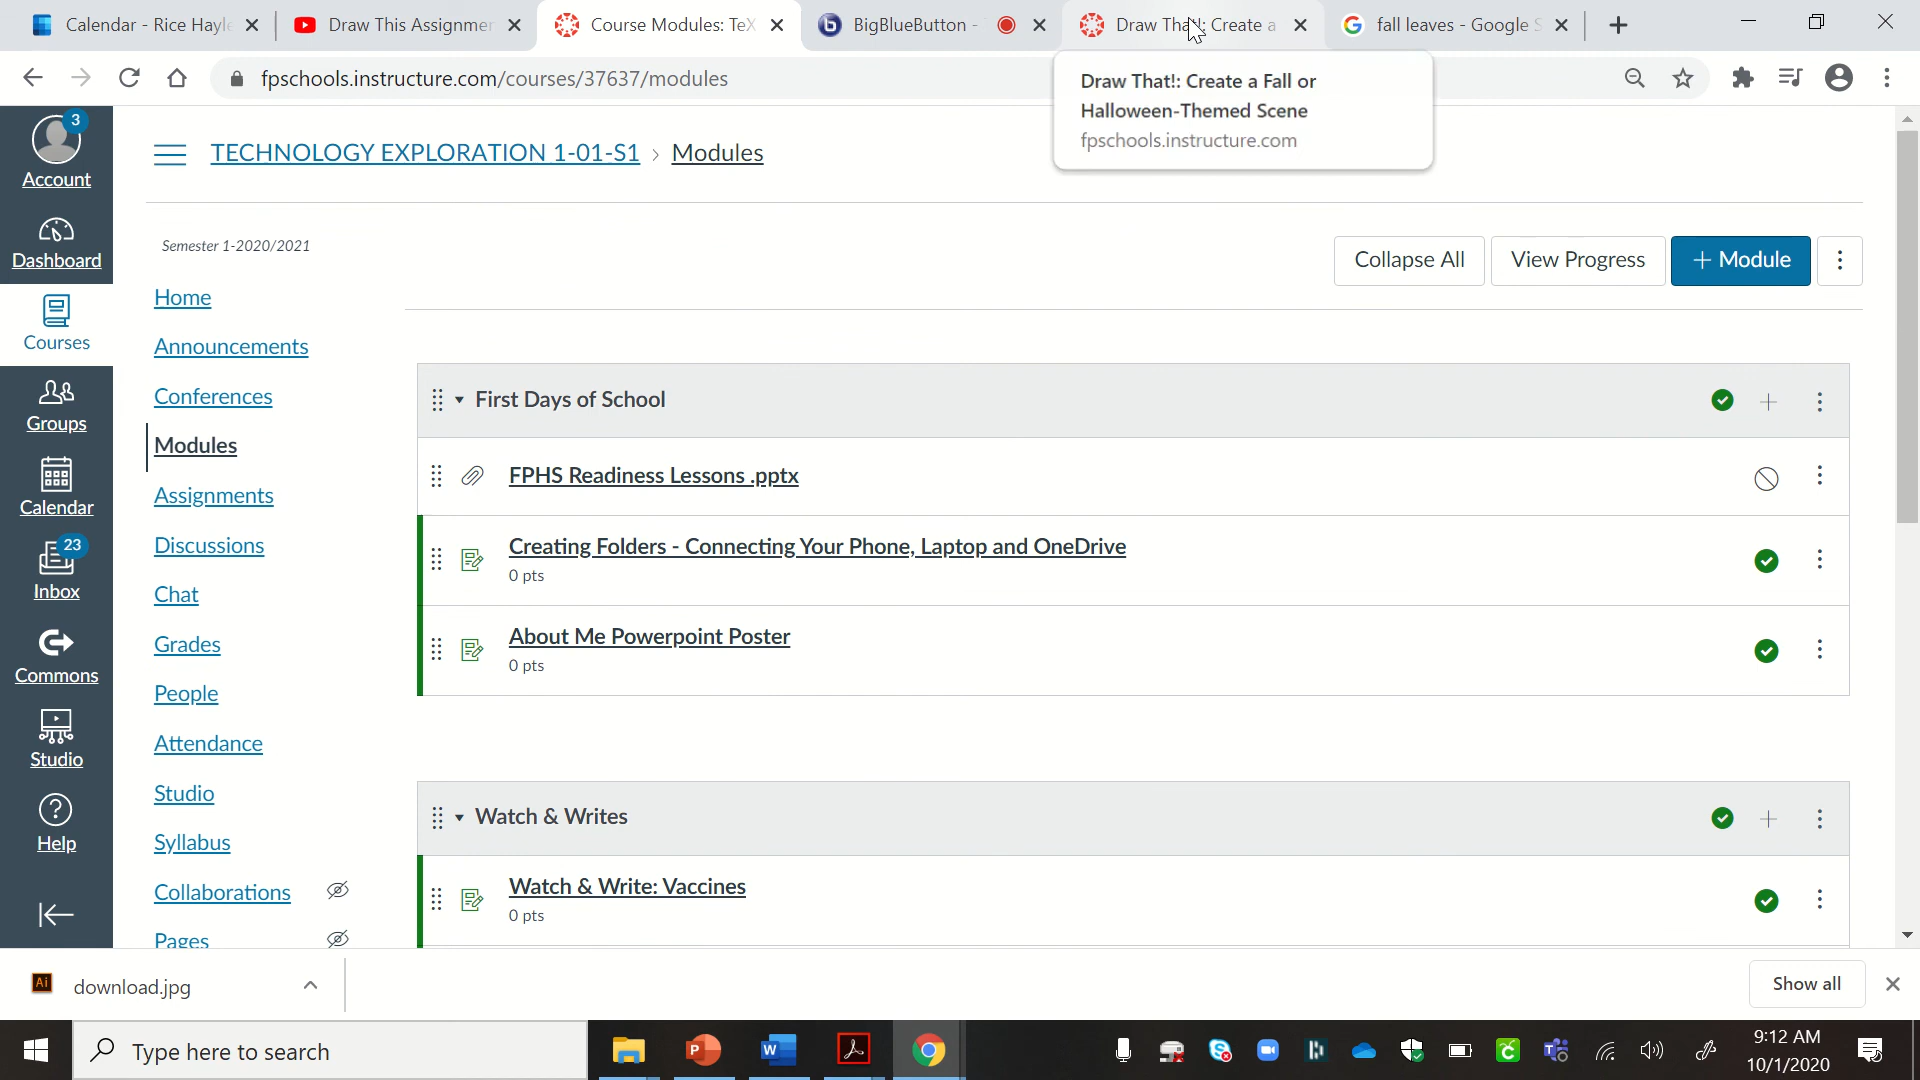 Calendar - Rice Hayle
Draw This Assignmer
Course Modules: TeX
BigBlueButton -
Draw That!: Create a
fall leaves - Google S
fpschools.instructure.com/courses/37637/modules
Draw That!: Create a Fall or
Halloween-Themed Scene
fpschools.instructure.com
3
Account
Dashboard
Courses
Groups
Calendar
23
Inbox
Commons
Studio
Help
TECHNOLOGY EXPLORATION 1-01-S1 › Modules
Semester 1-2020/2021
Home
Announcements
Conferences
Modules
Assignments
Discussions
Chat
Grades
People
Attendance
Studio
Syllabus
Collaborations
Pages
Collapse All
View Progress
+ Module
First Days of School
FPHS Readiness Lessons .pptx
Creating Folders - Connecting Your Phone, Laptop and OneDrive
0 pts
About Me Powerpoint Poster
0 pts
Watch & Writes
Watch & Write: Vaccines
0 pts
Ai
download.jpg
Show all
Type here to search
9:12 AM
10/1/2020